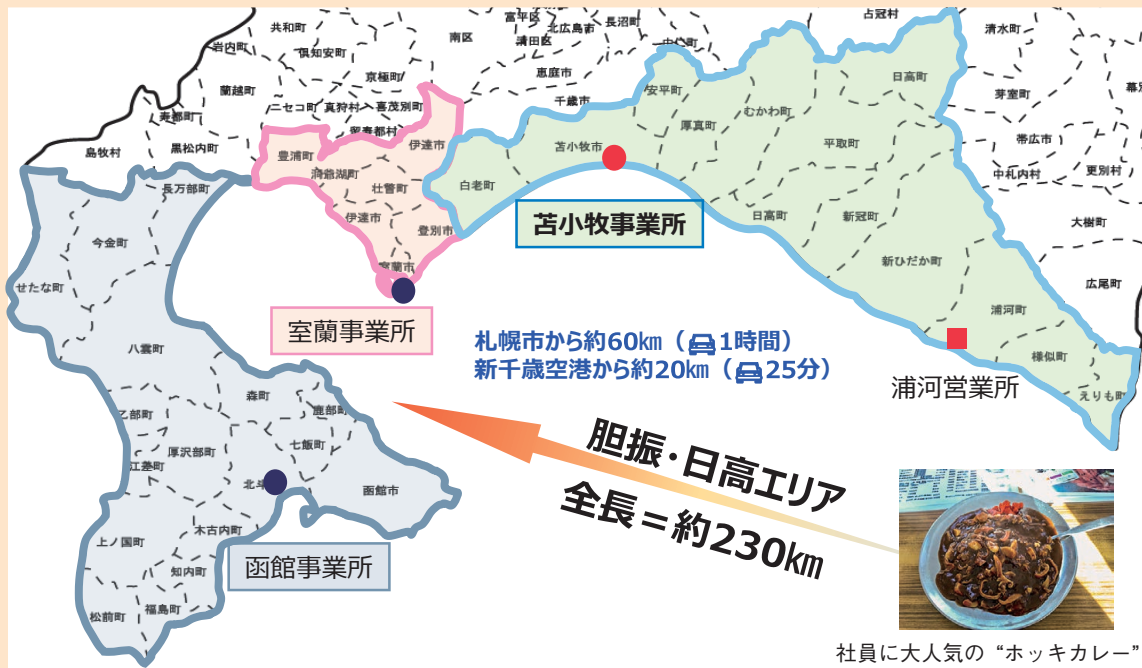 共和町
富平区
北広島市
長沼町
占冠村
岩内町
倶知安町
南区
清田区
清水町
京極町
恵庭市
蘭越町
ニセコ町
真狩村
喜茂別町
千歳市
安平町
日高町
芽室町
寿都町
留寿都村
厚真町
むかわ町
島牧村
黒松内町
豊浦町
伊達市
苫小牧市
平取町
帯広市
洞爺湖町
壮瞥町
白老町
中札内村
更別村
長万部町
伊達市
登別市
日高町
新冠町
大樹町
今金町
苫小牧事業所
室蘭市
新ひだか町
せたな町
広尾町
室蘭事業所
浦河町
札幌市から約60㎞（1時間）
新千歳空港から約20㎞（25分）
八雲町
様似町
浦河営業所
えりも町
森町
鹿部町
乙部町
七飯町
厚沢部町
江差町
函館市
胆振・日高エリア
全長＝約230㎞
木古内町
上ノ国町
函館事業所
知内町
福島町
松前町
社員に大人気の“ホッキカレー”